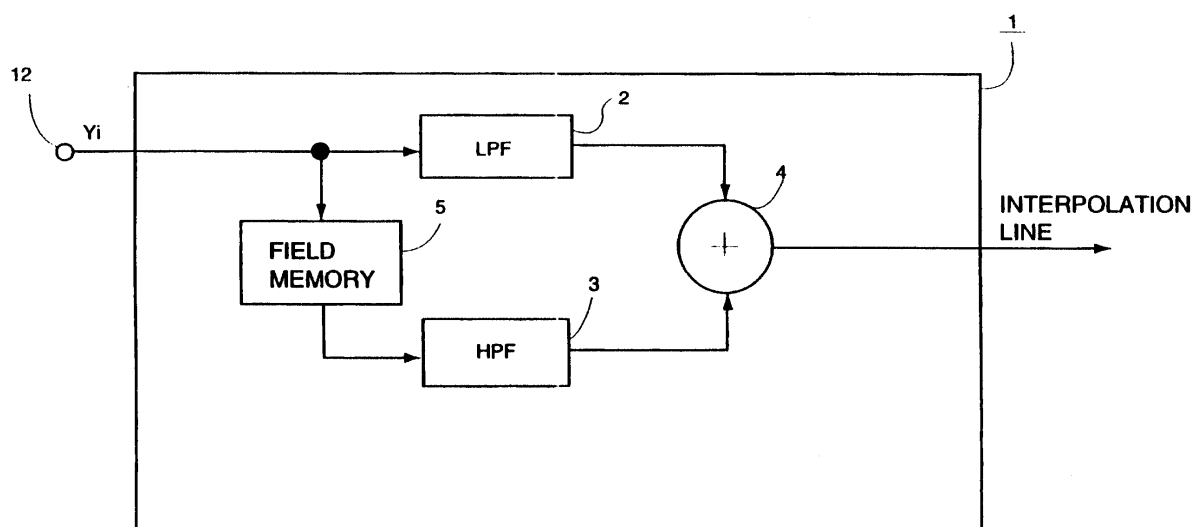 1
12
Yi
2
LPF
4
5
FIELD
MEMORY
INTERPOLATION
LINE
+
3
HPF